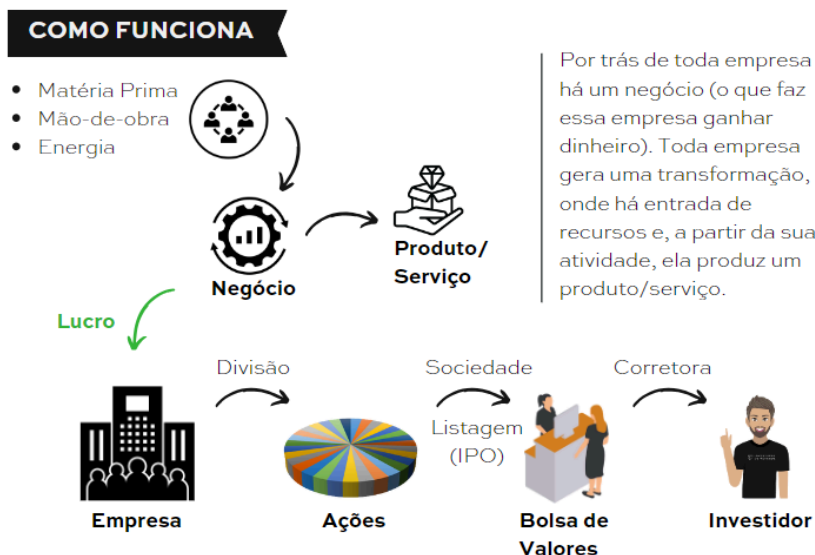 COMO FUNCIONA
• Matéria Prima
• Mão-de-obra
• Energia
Negócio
Produto/
Serviço
Por trás de toda empresa
há um negócio (o que faz
essa empresa ganhar
dinheiro). Toda empresa
gera uma transformação,
onde há entrada de
recursos e, a partir da sua
atividade, ela produz um
produto/serviço.
Lucro
Divisão
Sociedade
Listagem
(IPO)
Corretora
Empresa
Ações
Bolsa de
Valores
Investidor